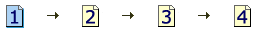 1 → 2 → 3 → 4